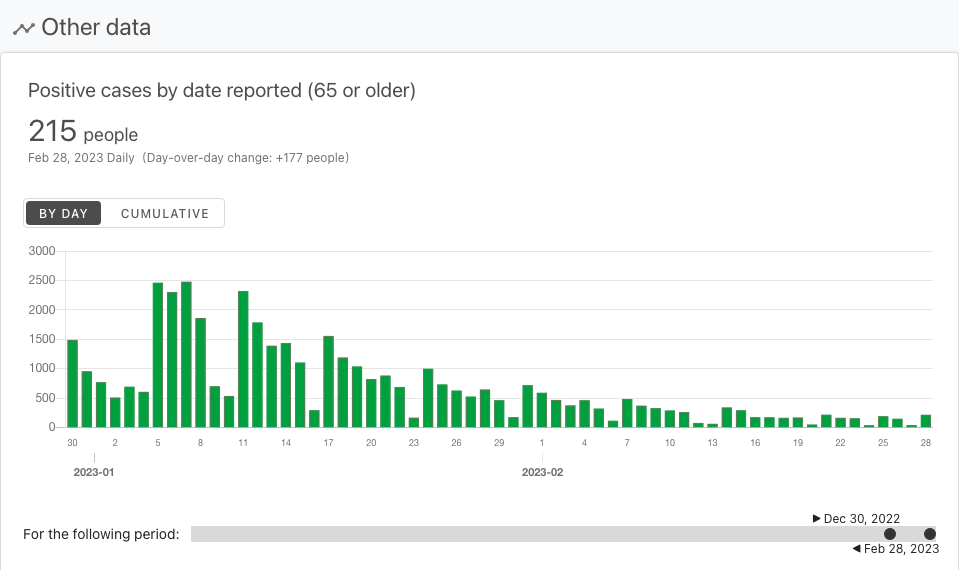 Other data
Positive cases by date reported (65 or older)
215 people
Feb 28, 2023 Daily (Day-over-day change: +177 people)
BY DAY CUMULATIVE
3000
2500
2000
1500
1000
500
0
30 2 5 8 11 14 17 20 23 26 29 1 4 7 10 13 16 19 22 25 28
2023-01 2023-02
▶ Dec 30, 2022
For the following period:
◀ Feb 28, 2023